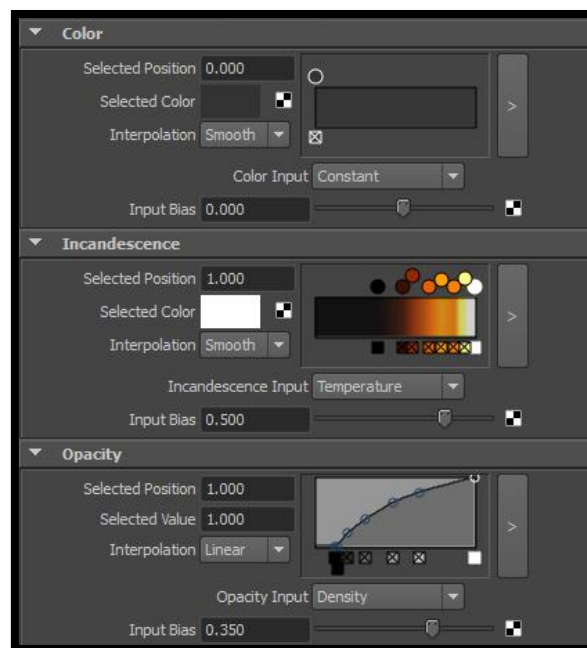 Color
Selected Position 0.000
Selected Color
Interpolation Smooth
>
Color Input Constant
Input Bias 0.000
Incandescence
Selected Position 1.000
Selected Color
Interpolation Smooth
>
Incandescence Input Temperature
Input Bias 0.500
Opacity
Selected Position 1.000
Selected Value 1.000
Interpolation Linear
>
Opacity Input Density
Input Bias 0.350